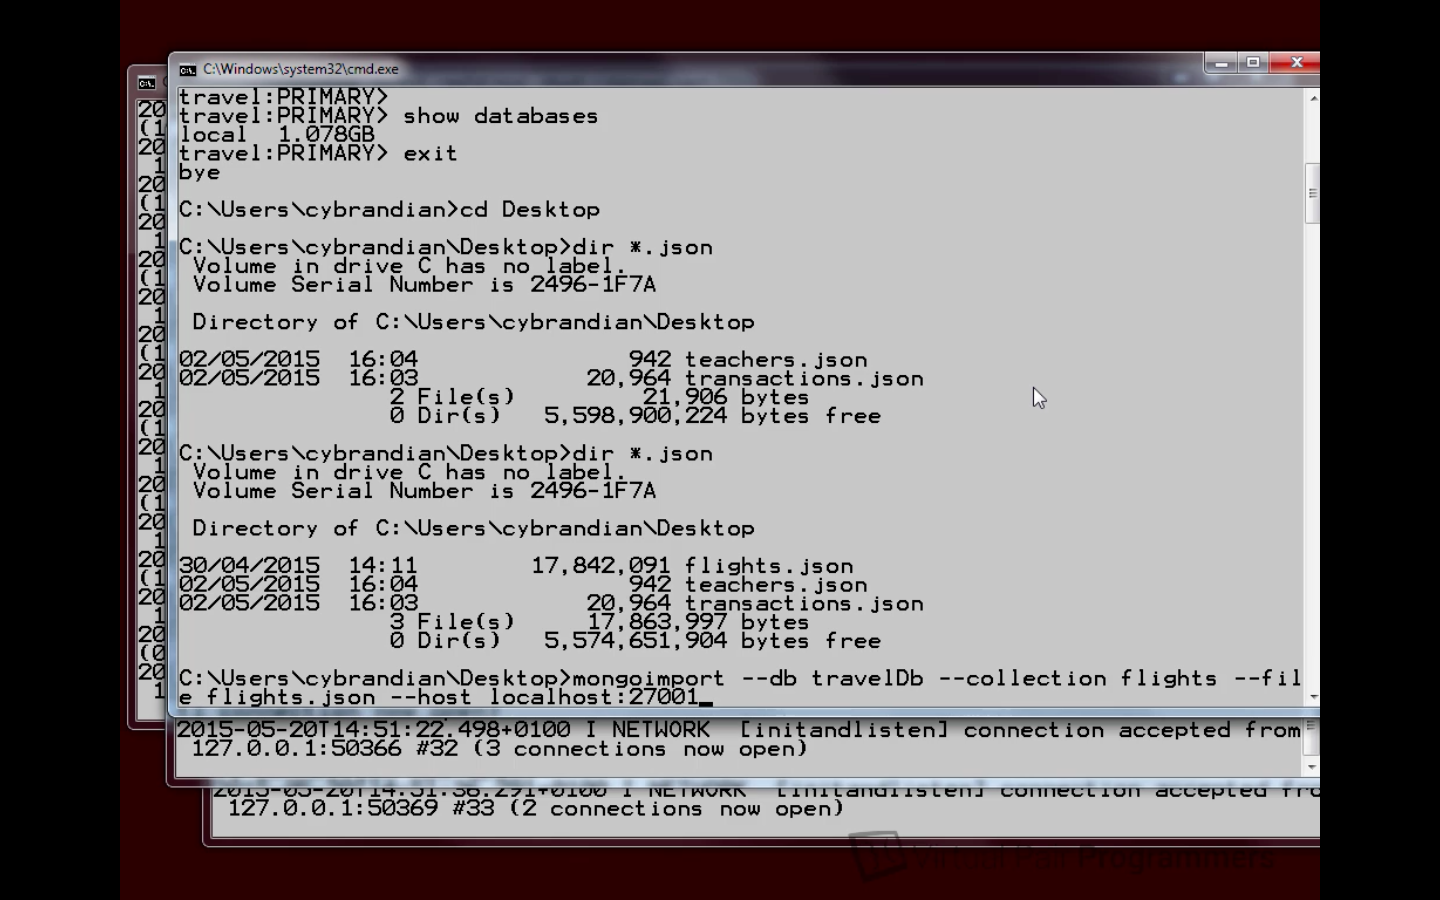 C:\Windows\system32\cmd.exe
travel:PRIMARY>
travel:PRIMARY> show databases
local  1.078GB
travel:PRIMARY> exit
bye
C:\Users\cybrandian>cd Desktop
C:\Users\cybrandian\Desktop>dir *.json
Volume in drive C has no label.
Volume Serial Number is 2496-1F7A
Directory of C:\Users\cybrandian\Desktop
02/05/2015  16:04  942 teachers.json
02/05/2015  16:03  20,964 transactions.json
2 File(s)  21,906 bytes
0 Dir(s)  5,598,900,224 bytes free
C:\Users\cybrandian\Desktop>dir *.json
Volume in drive C has no label.
Volume Serial Number is 2496-1F7A
Directory of C:\Users\cybrandian\Desktop
30/04/2015  14:11  17,842,091 flights.json
02/05/2015  16:04  942 teachers.json
02/05/2015  16:03  20,964 transactions.json
3 File(s)  17,863,997 bytes
0 Dir(s)  5,574,651,904 bytes free
C:\Users\cybrandian\Desktop>mongoimport --db travelDb --collection flights --fil
e flights.json --host localhost:27001_
2015-05-20T14:51:22.498+0100 I NETWORK  [initandlisten] connection accepted from
127.0.0.1:50366 #32 (3 connections now open)
2015-05-20T14:51:36.291+0100 I NETWORK  [initandlisten] connection accepted fro
127.0.0.1:50369 #33 (2 connections now open)
Virtual Pair Programmers